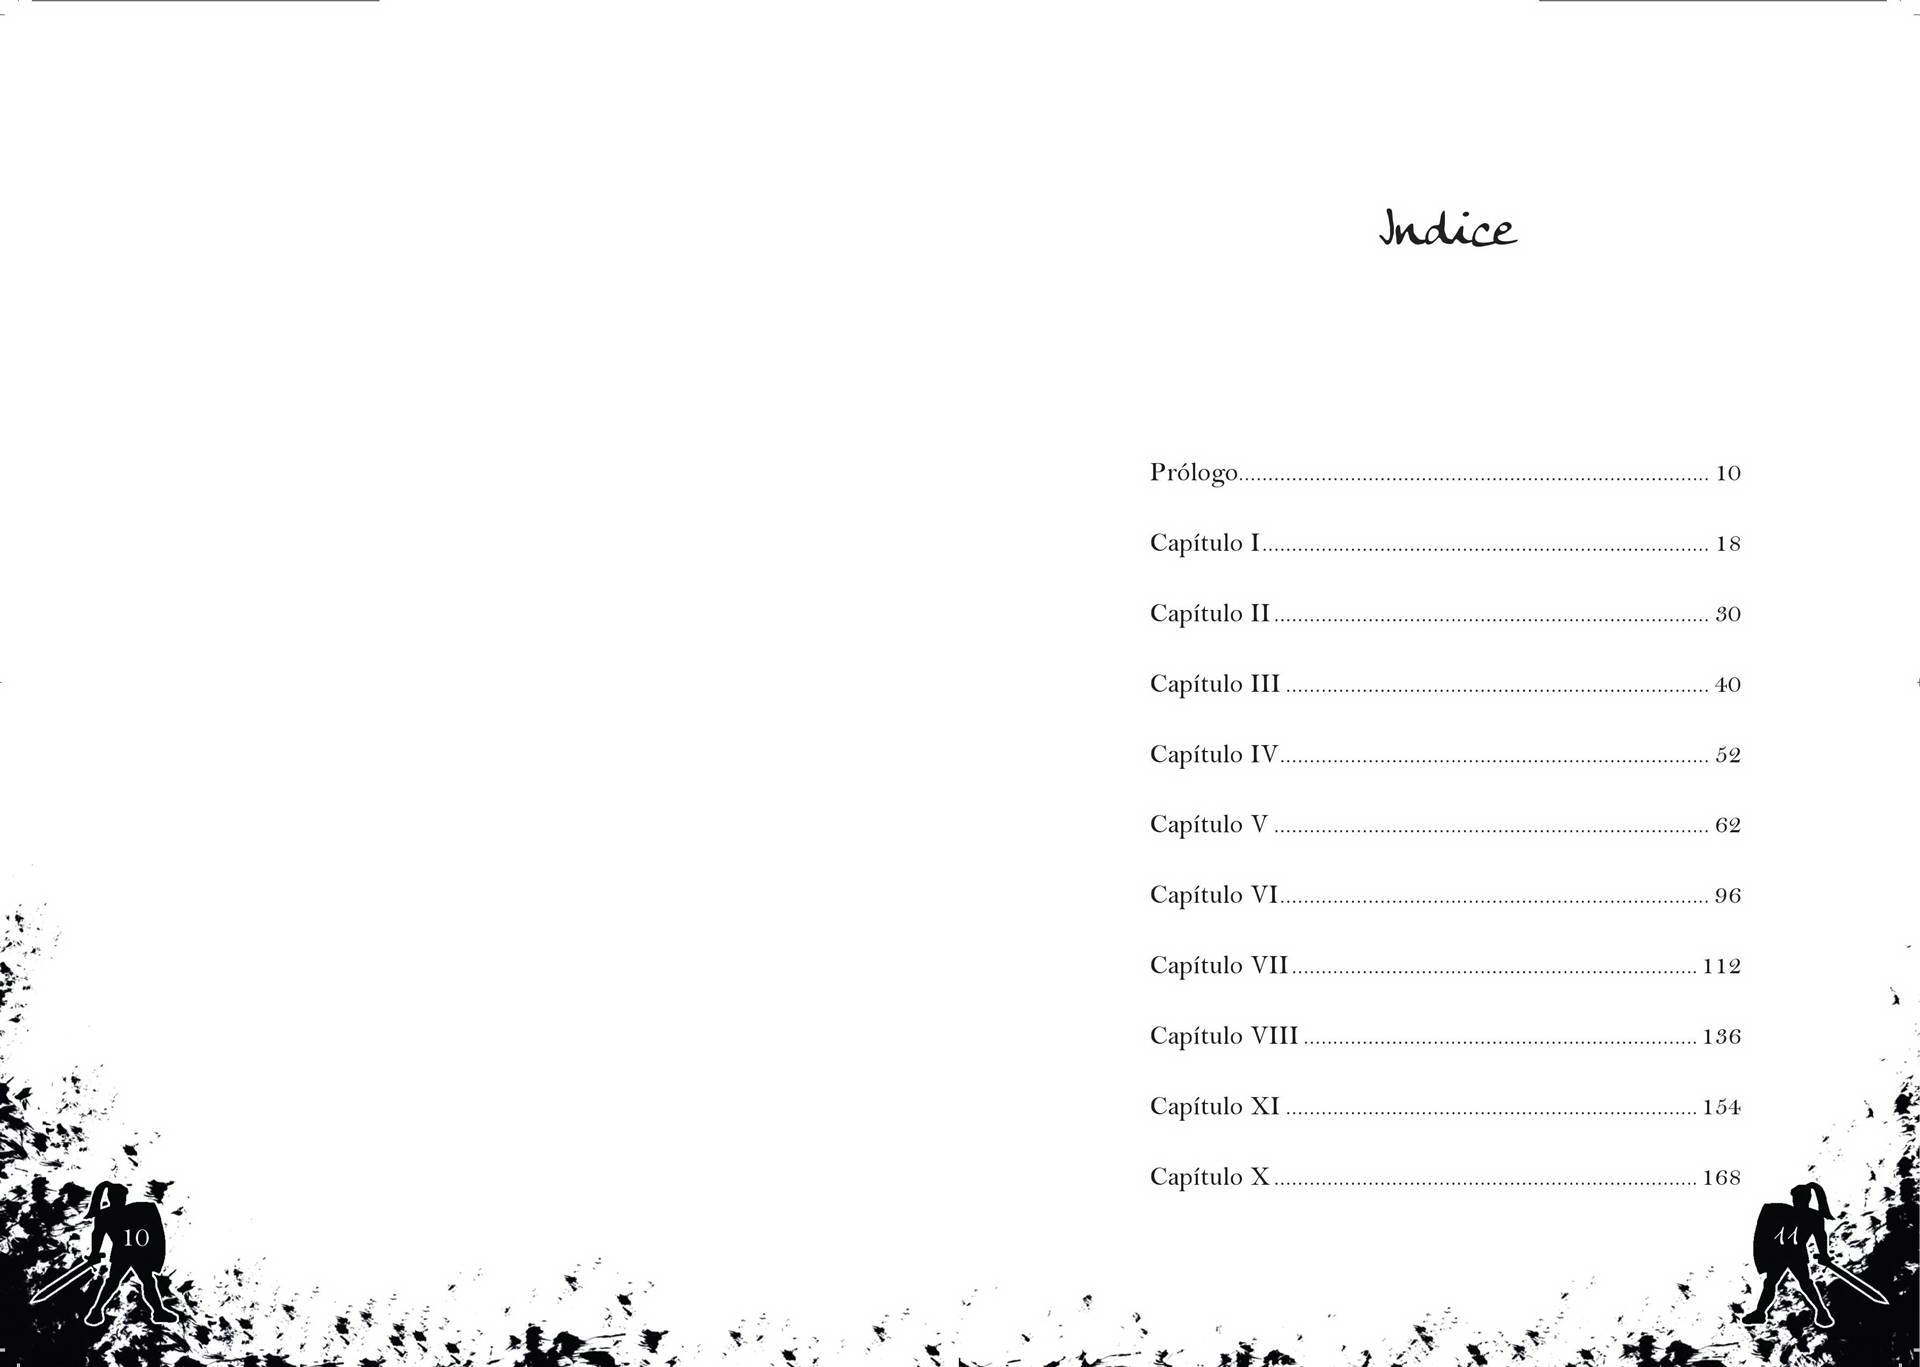 Indice
Prólogo........................................ 10
Capítulo I........................................ 18
Capítulo II ........................................ 30
Capítulo III ........................................ 40
Capítulo IV........................................ 52
Capítulo V ........................................ 62
Capítulo VI........................................ 96
Capítulo VII........................................ 112
Capítulo VIII ........................................ 136
Capítulo XI ........................................ 154
Capítulo X ........................................ 168
10
11